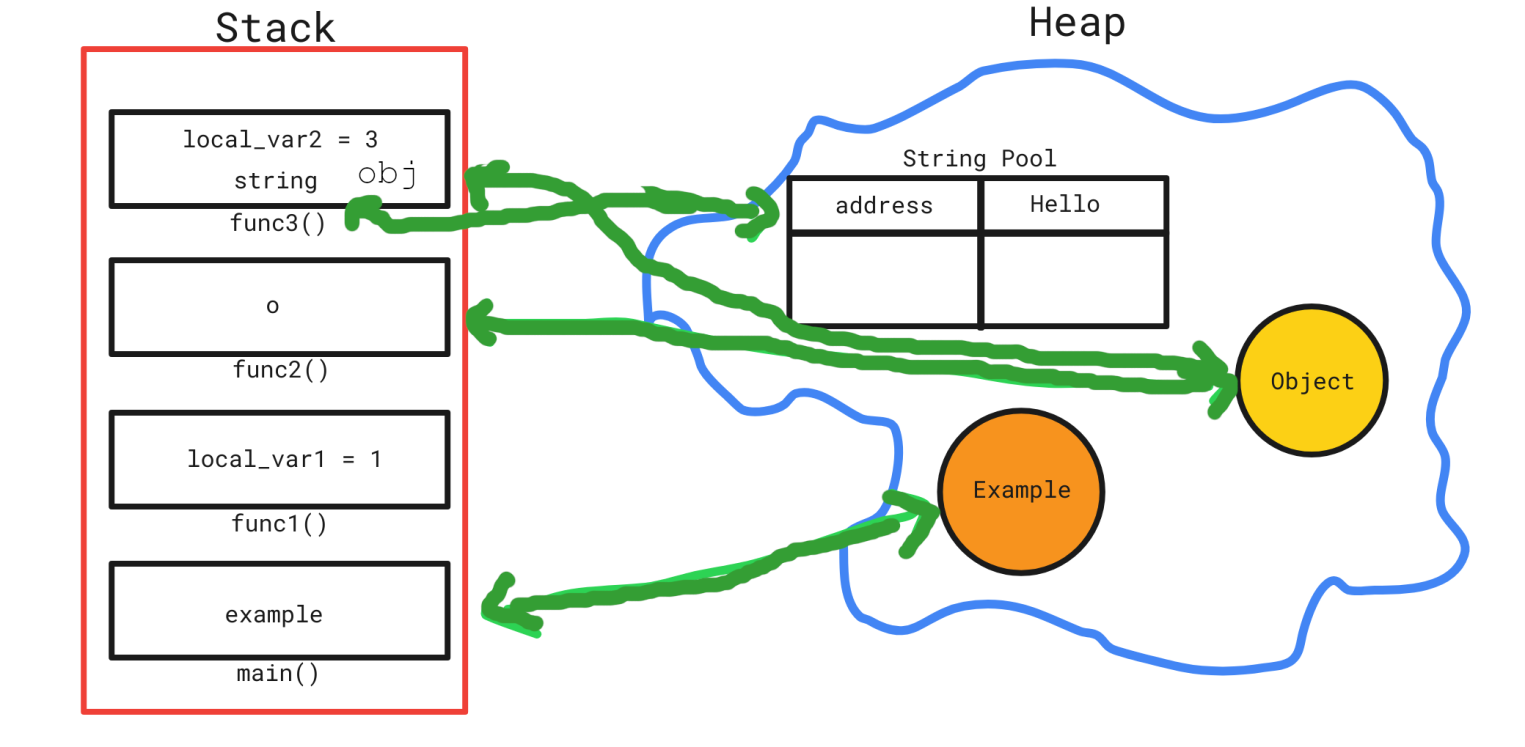 Stack
local_var2 = 3
string obj
func3()
o
func2()
local_var1 = 1
func1()
example
main()
Heap
String Pool
address Hello
Object
Example